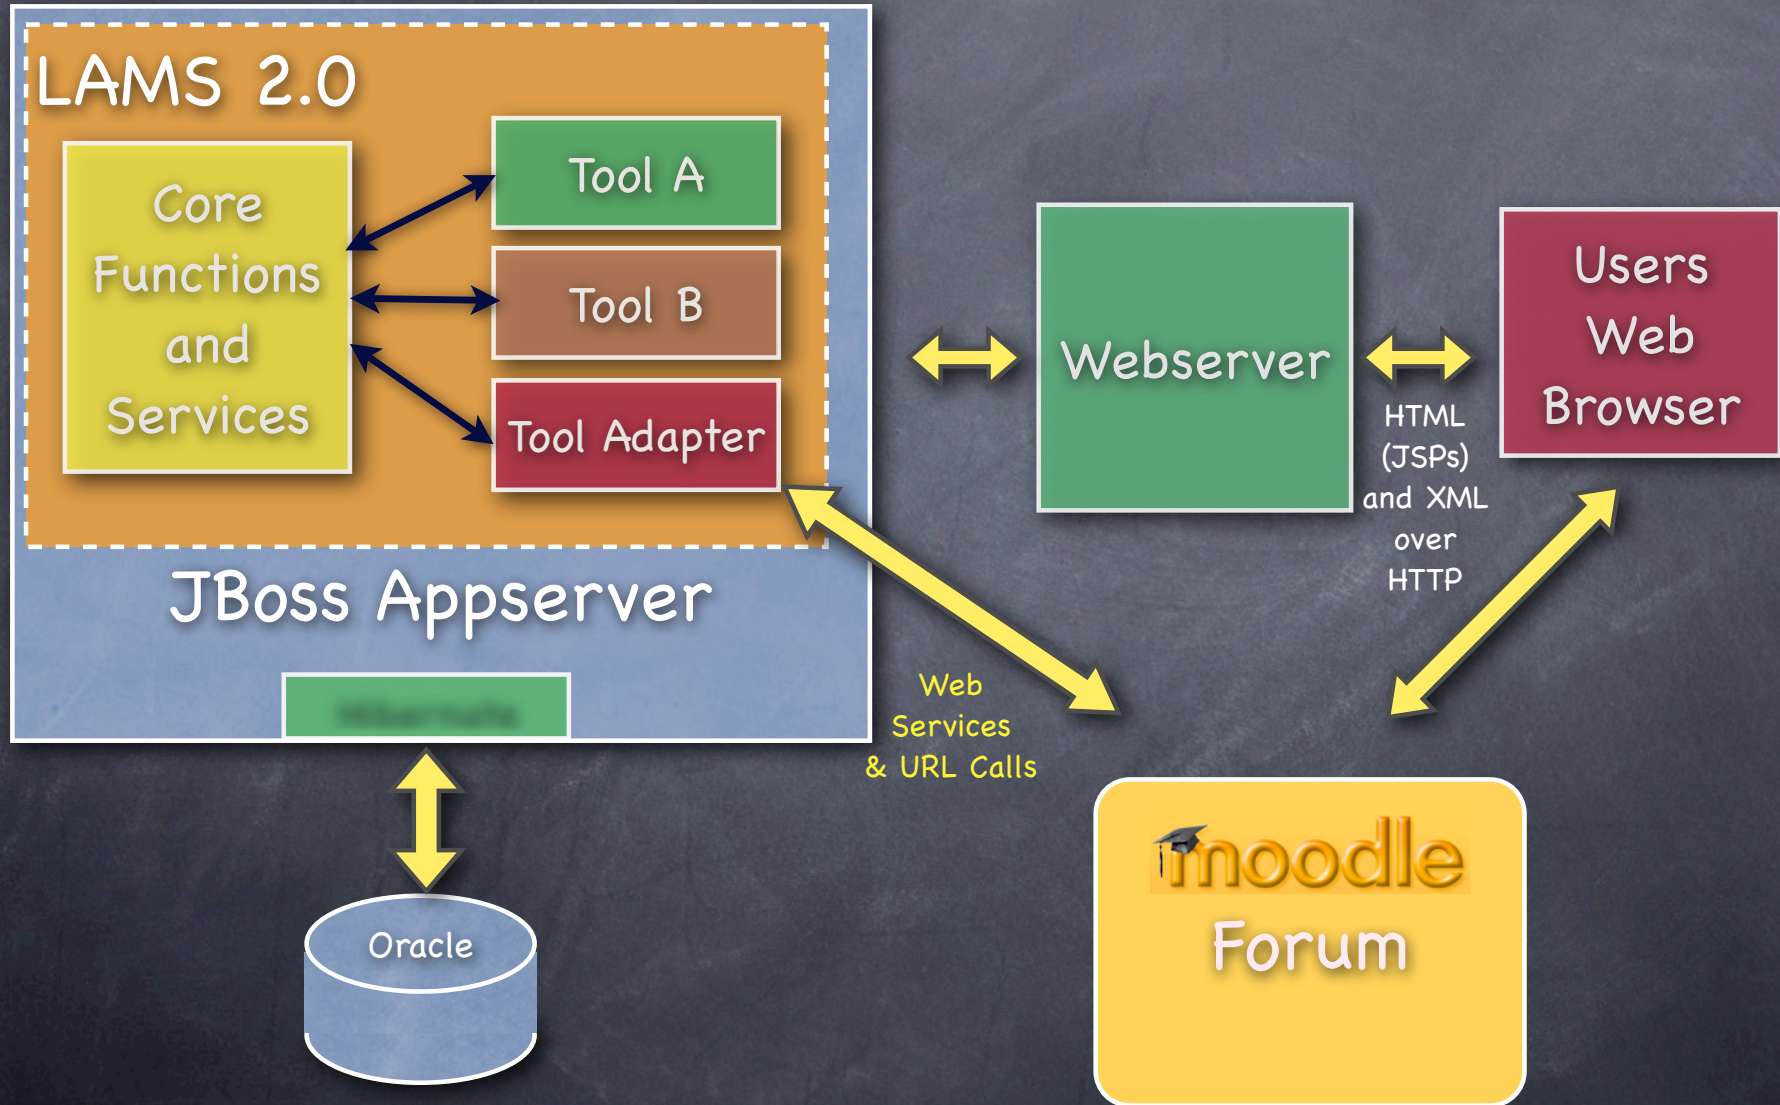 LAMS 2.0
Core
Functions
and
Services
Tool A
Tool B
Tool Adapter
JBoss Appserver
Oracle
Webserver
HTML
(JSPs)
and XML
over
HTTP
Users
Web
Browser
Web
Services
& URL Calls
moodle
Forum